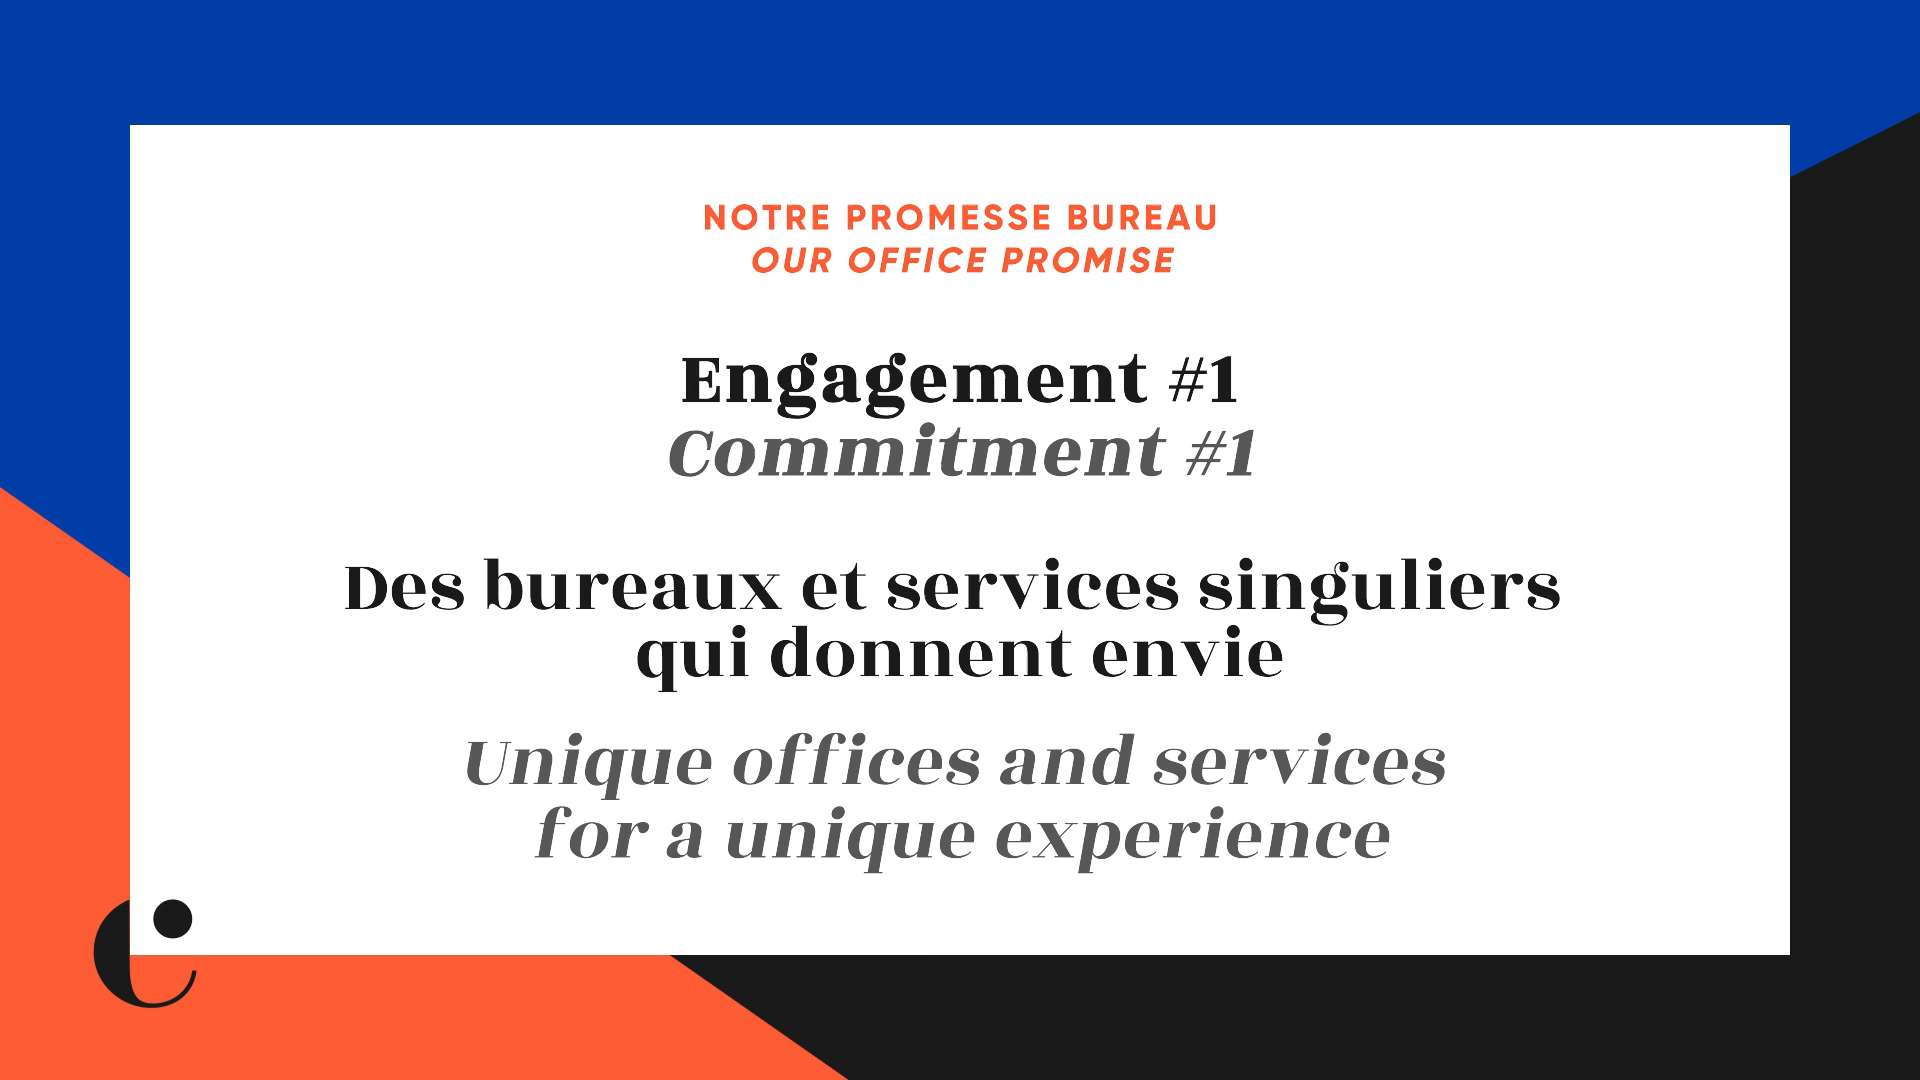 NOTRE PROMESSE BUREAU
OUR OFFICE PROMISE
Engagement #1
Commitment #1
Des bureaux et services singuliers
qui donnent envie
Unique offices and services
for a unique experience
c